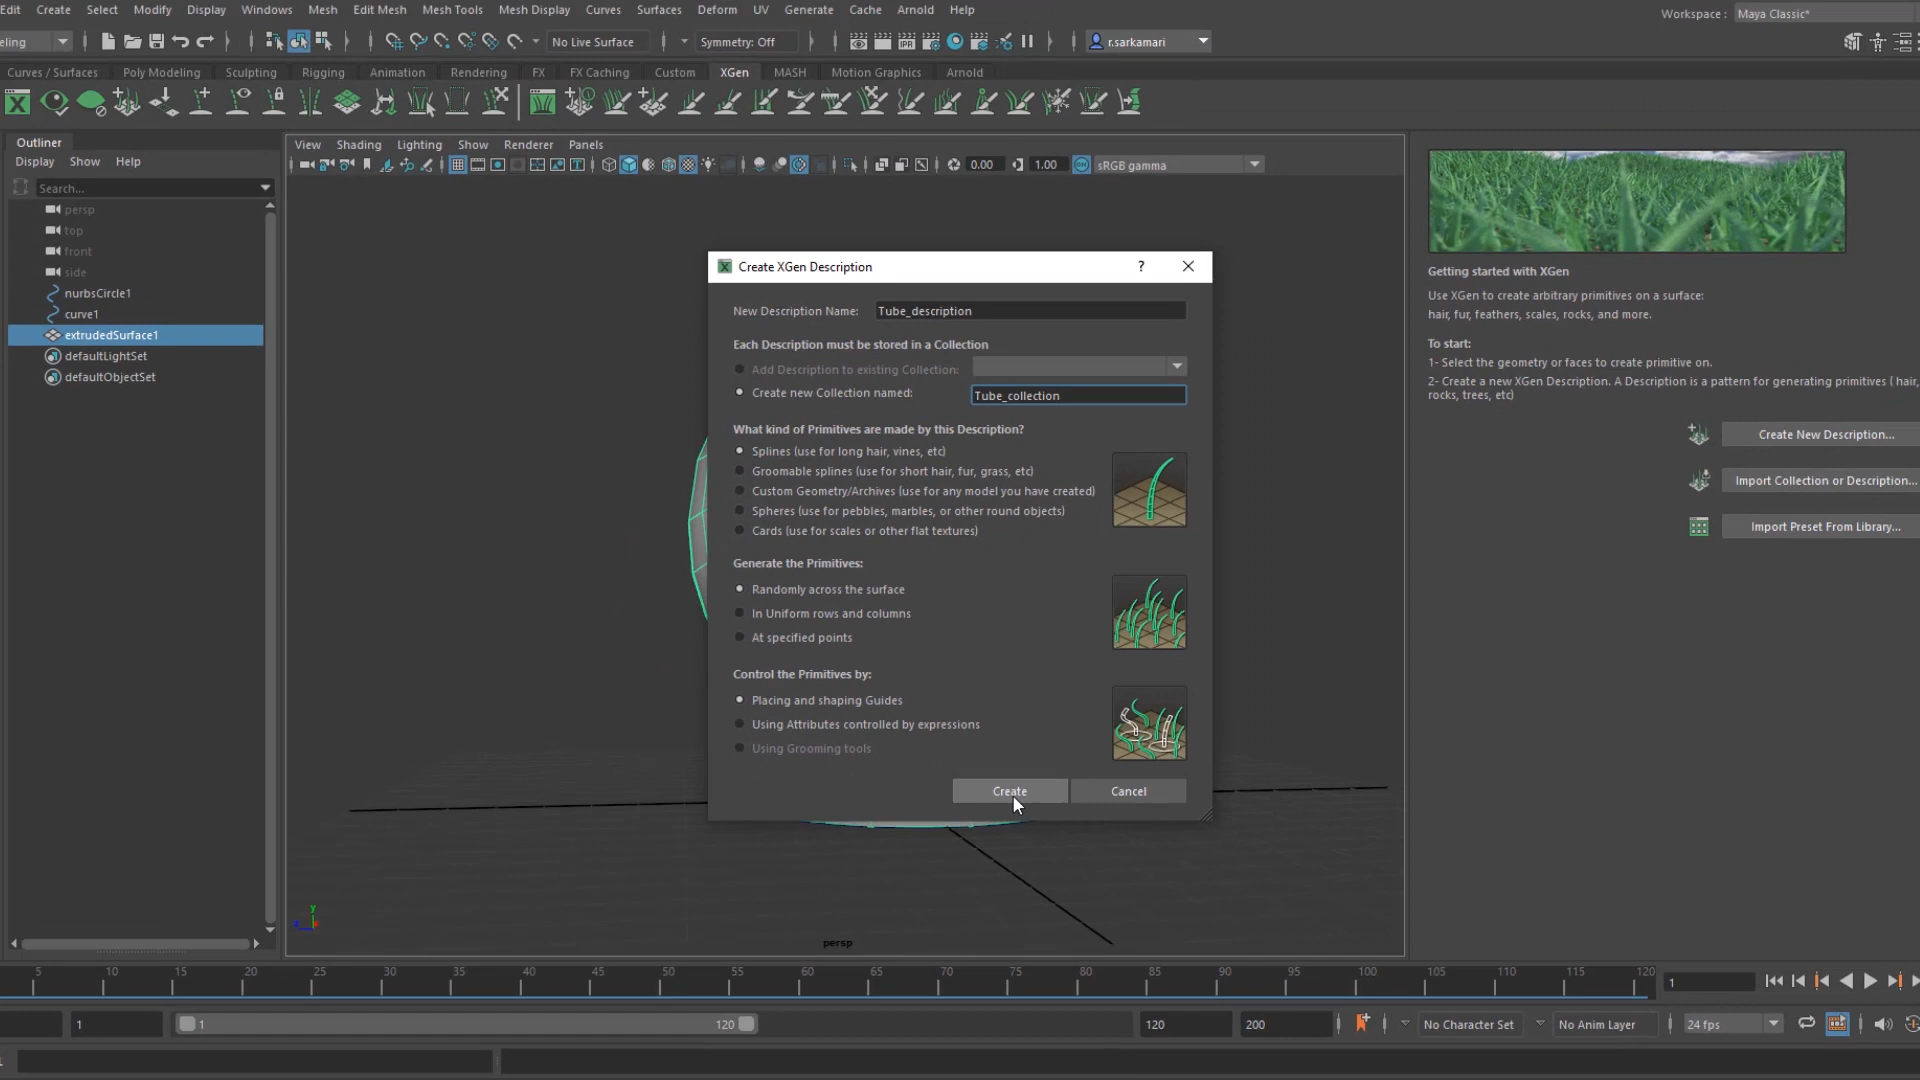 Edit Create Select Modify Display Windows Mesh Edit Mesh Mesh Tools Mesh Display Curves Surfaces Deform UV Generate Cache Arnold Help
Workspace : Maya Classic*
No Live Surface
Symmetry: Off
r.sarkamari
Curves / Surfaces Poly Modeling Sculpting Rigging Animation Rendering FX FX Caching Custom XGen MASH Motion Graphics Arnold
Outliner
Display Show Help
Search...
persp
top
front
side
nurbsCircle1
curve1
extrudedSurface1
defaultLightSet
defaultObjectSet
View Shading Lighting Show Renderer Panels
0.00 1.00 ON sRGB gamma
Create XGen Description
?
New Description Name: Tube_description
Each Description must be stored in a Collection
Add Description to existing Collection:
Create new Collection named: Tube_collection
What kind of Primitives are made by this Description?
Splines (use for long hair, vines, etc)
Groomable splines (use for short hair, fur, grass, etc)
Custom Geometry/Archives (use for any model you have created)
Spheres (use for pebbles, marbles, or other round objects)
Cards (use for scales or other flat textures)
Generate the Primitives:
Randomly across the surface
In Uniform rows and columns
At specified points
Control the Primitives by:
Placing and shaping Guides
Using Attributes controlled by expressions
Using Grooming tools
Create Cancel
y
persp
Getting started with XGen
Use XGen to create arbitrary primitives on a surface:
hair, fur, feathers, scales, rocks, and more.
To start:
1- Select the geometry or faces to create primitive on.
2- Create a new XGen Description. A Description is a pattern for generating primitives ( hair,
rocks, trees, etc)
Create New Description...
Import Collection or Description...
Import Preset From Library...
5 10 15 20 25 30 35 40 45 50 55 60 65 70 75 80 85 90 95 100 105 110 115 120
1
1 1 120 120 200 No Character Set No Anim Layer 24 fps